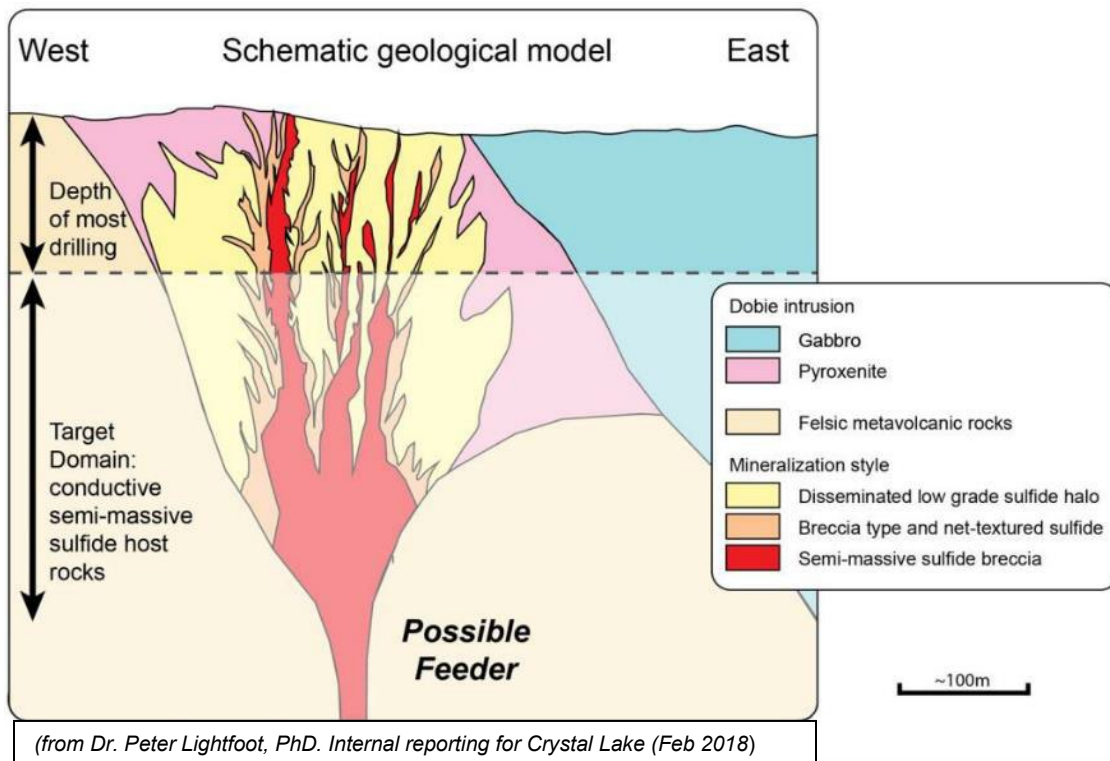 West
Schematic geological model
East
Depth
of most
drilling
Target
Domain:
conductive
semi-massive
sulfide host
rocks
Possible
Feeder
Dobie intrusion
Gabbro
Pyroxenite
Felsic metavolcanic rocks
Mineralization style
Disseminated low grade sulfide halo
Breccia type and net-textured sulfide
Semi-massive sulfide breccia
~100m
(from Dr. Peter Lightfoot, PhD. Internal reporting for Crystal Lake (Feb 2018)